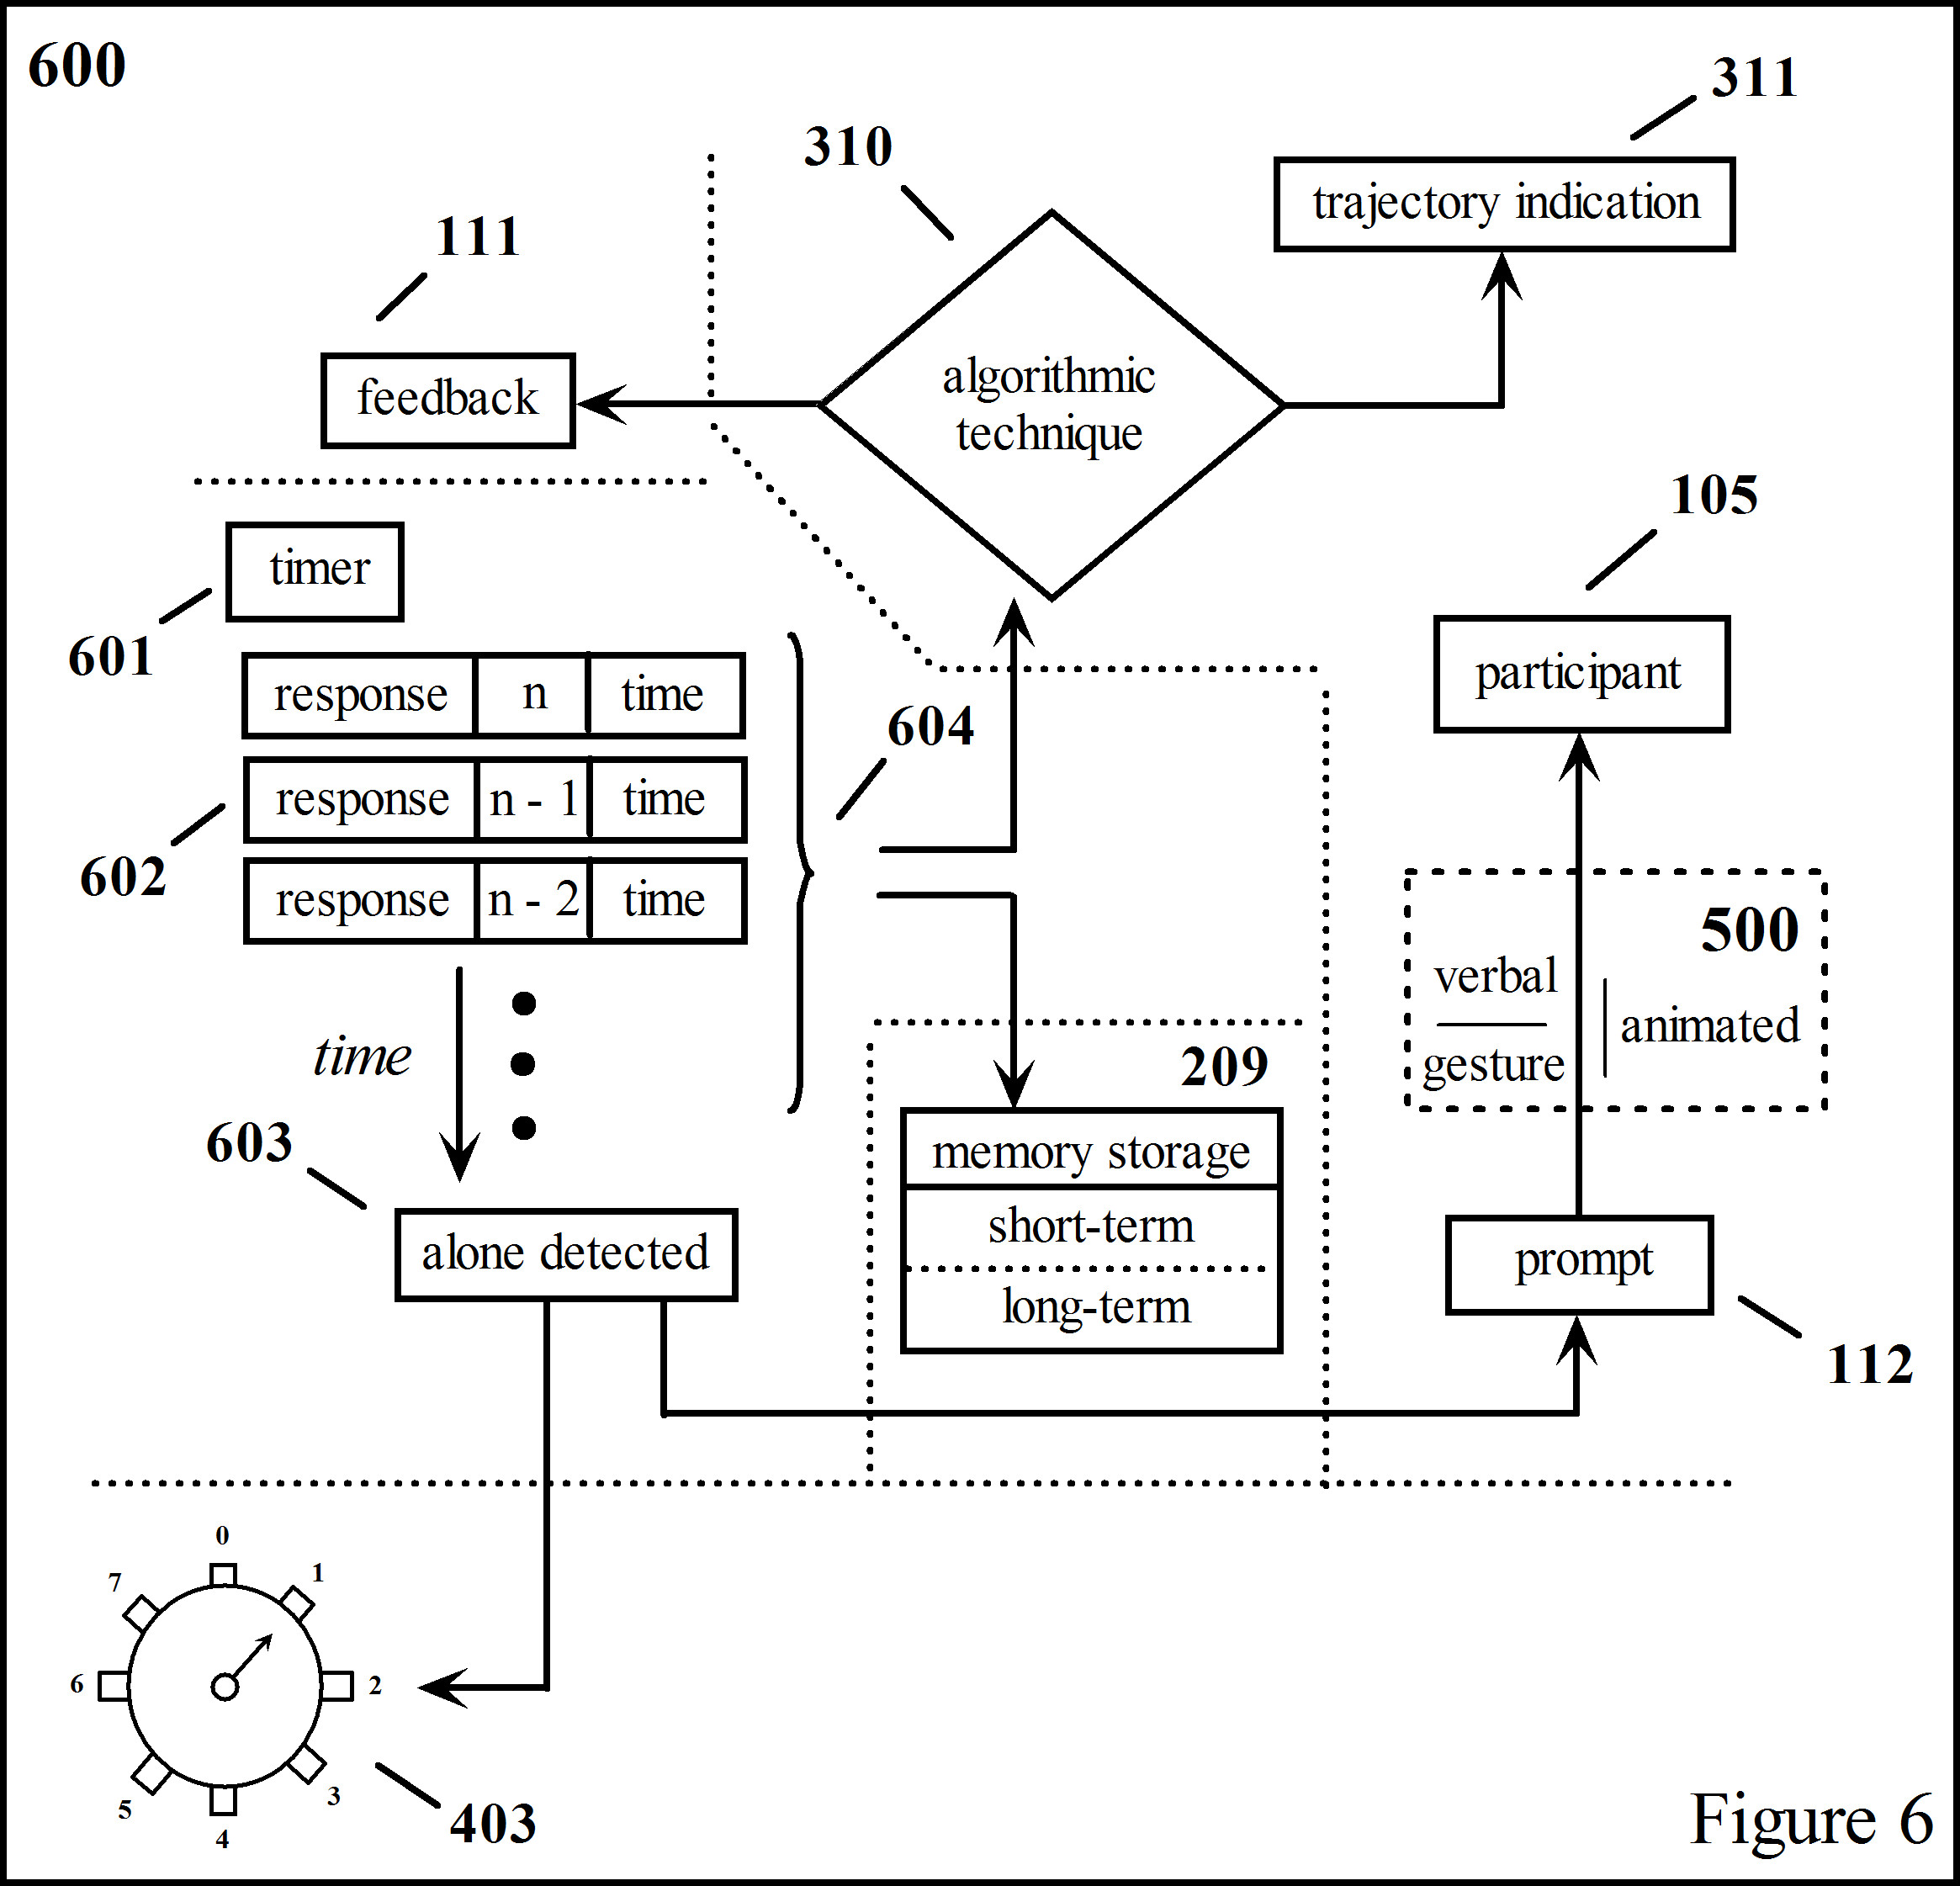 600
311
310
trajectory indication
111
algorithmic
technique
feedback
105
timer
601
participant
response n time
604
response n - 1 time
602
response n - 2 time
500
verbal
gesture
animated
time
209
603
memory storage
short-term
long-term
alone detected
prompt
112
0
1
2
3
4
5
6
7
403
Figure 6